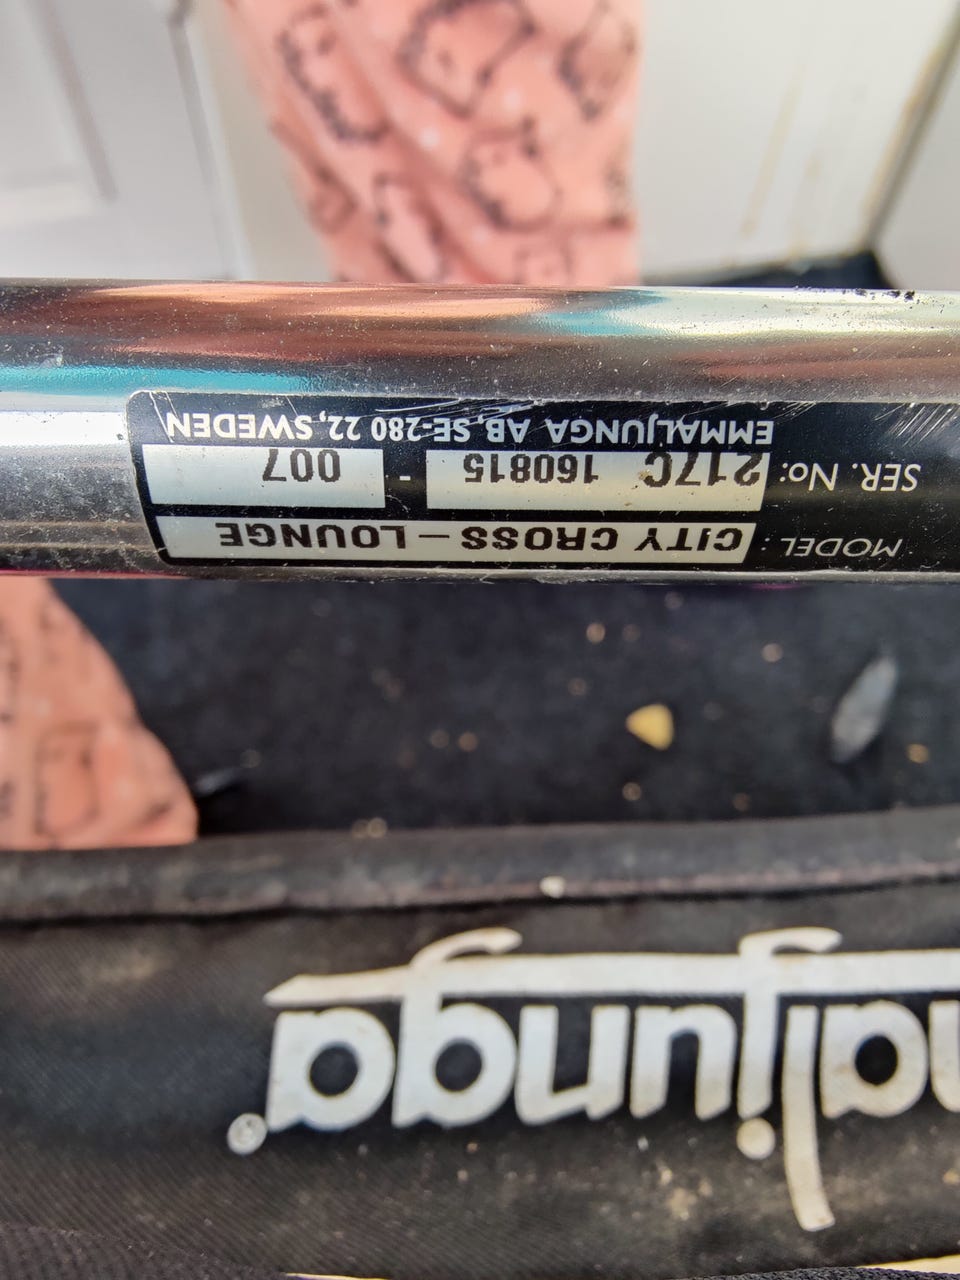 alJunga®
MODEL: CITY CROSS – LOUNGE
SER. No: 217C 160815 - 007
EMMALJUNGA AB, SE-280 22, SWEDEN